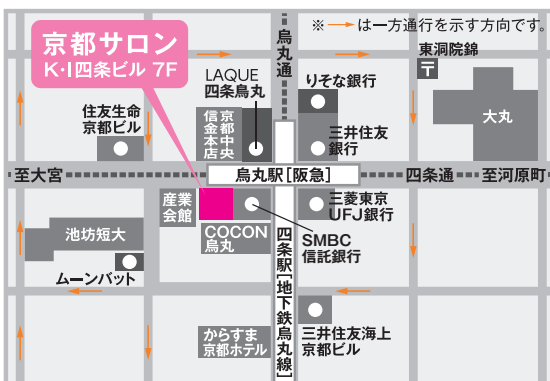 ※→は一方通行を示す方向です。
京都サロン
K・I四条ビル 7F
烏丸通
東洞院錦
〒
LAQUE
四条烏丸
りそな銀行
大丸
住友生命
京都ビル
京都中央
信金本店
三井住友
銀行
至大宮
烏丸駅[阪急]
四条通
至河原町
産業
会館
三菱東京
UFJ銀行
池坊短大
COCON
烏丸
SMBC
信託銀行
ムーンバット
四条駅[地下鉄烏丸線]
からすま
京都ホテル
三井住友海上
京都ビル